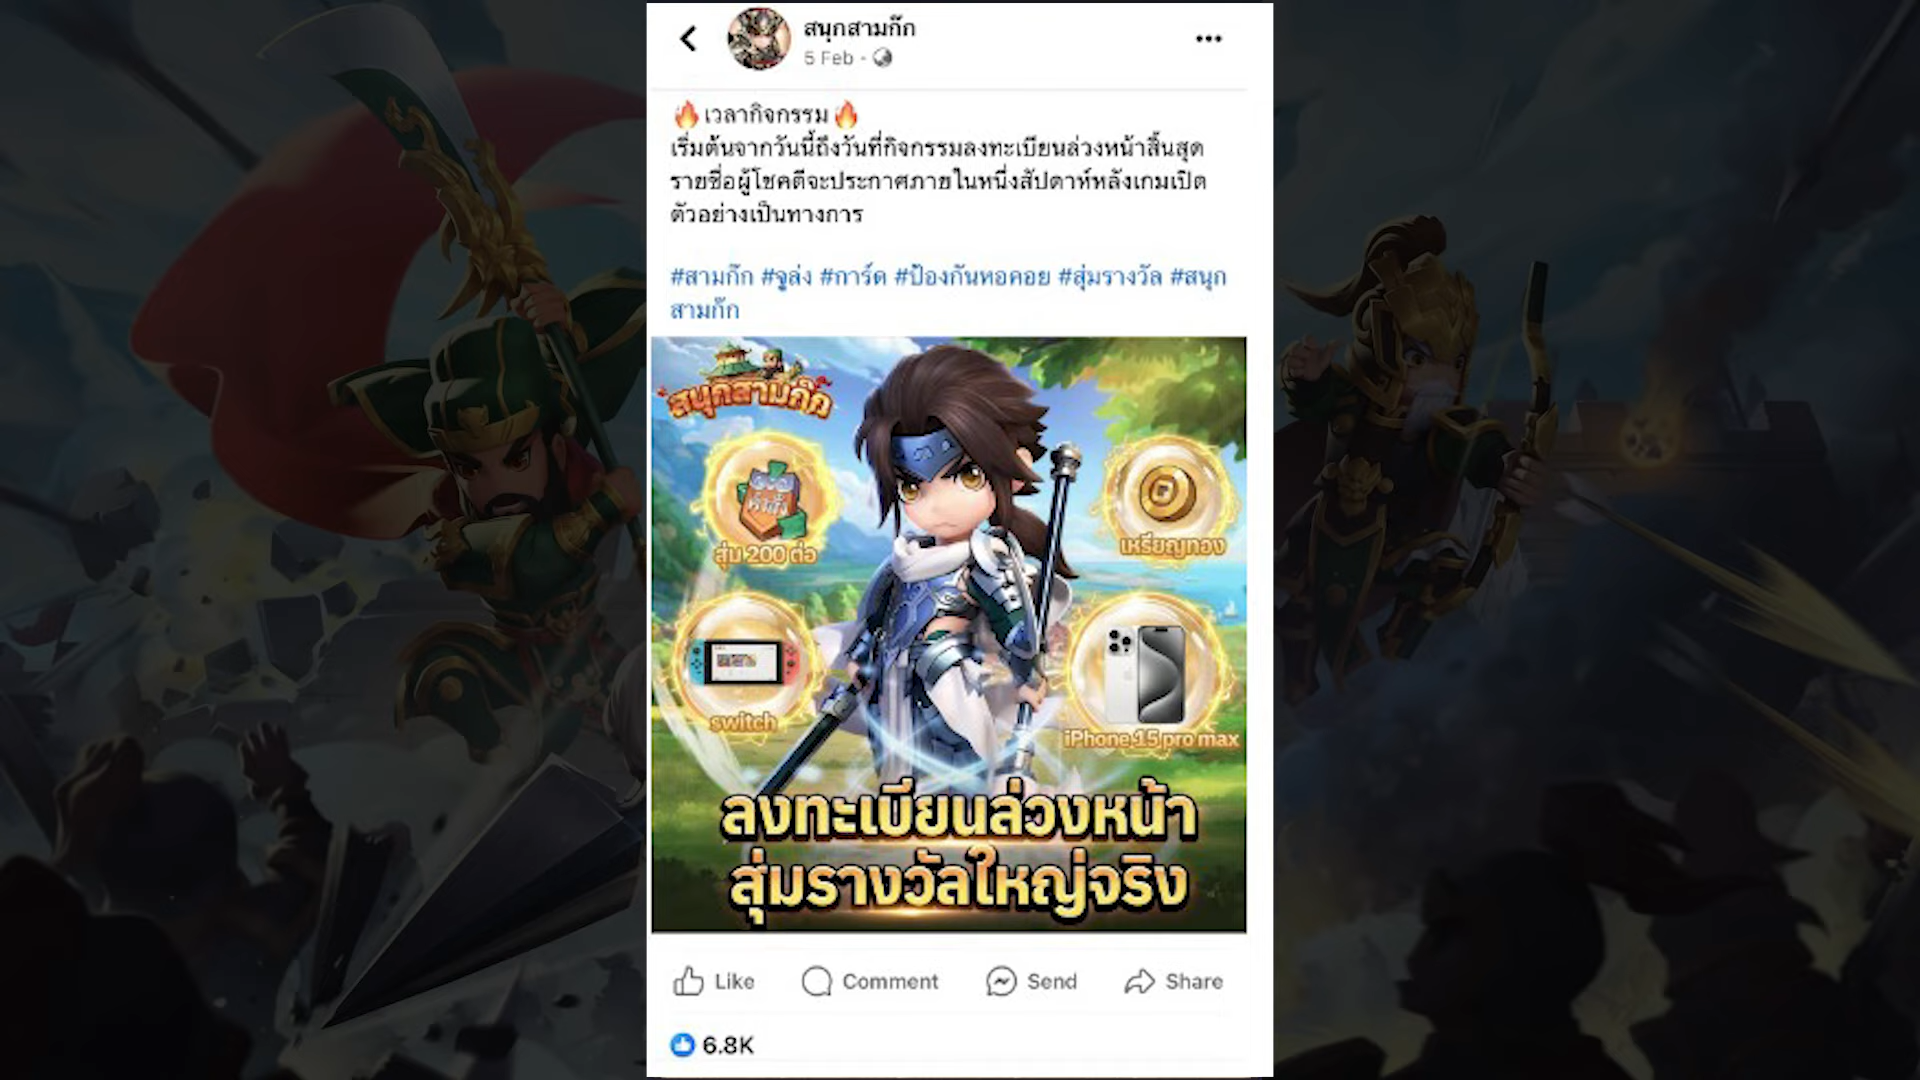 สนุกสามก๊ก
5 Feb
🔥เวลากิจกรรม🔥
เริ่มต้นจากวันนี้ถึงวันที่กิจกรรมลงทะเบียนล่วงหน้าสิ้นสุด
รายชื่อผู้โชคดีจะประกาศภายในหนึ่งสัปดาห์หลังเกมเปิด
ตัวอย่างเป็นทางการ
#สามก๊ก #จูล่ง #การ์ด #ป้องกันหอคอย #สุ่มรางวัล #สนุก
สามก๊ก
สนุกสามก๊ก
สุ่ม 200 ต่อ
เหรียญทอง
switch
iPhone 15 pro max
ลงทะเบียนล่วงหน้า
สุ่มรางวัลใหญ่จริง
Like Comment Send Share
6.8K